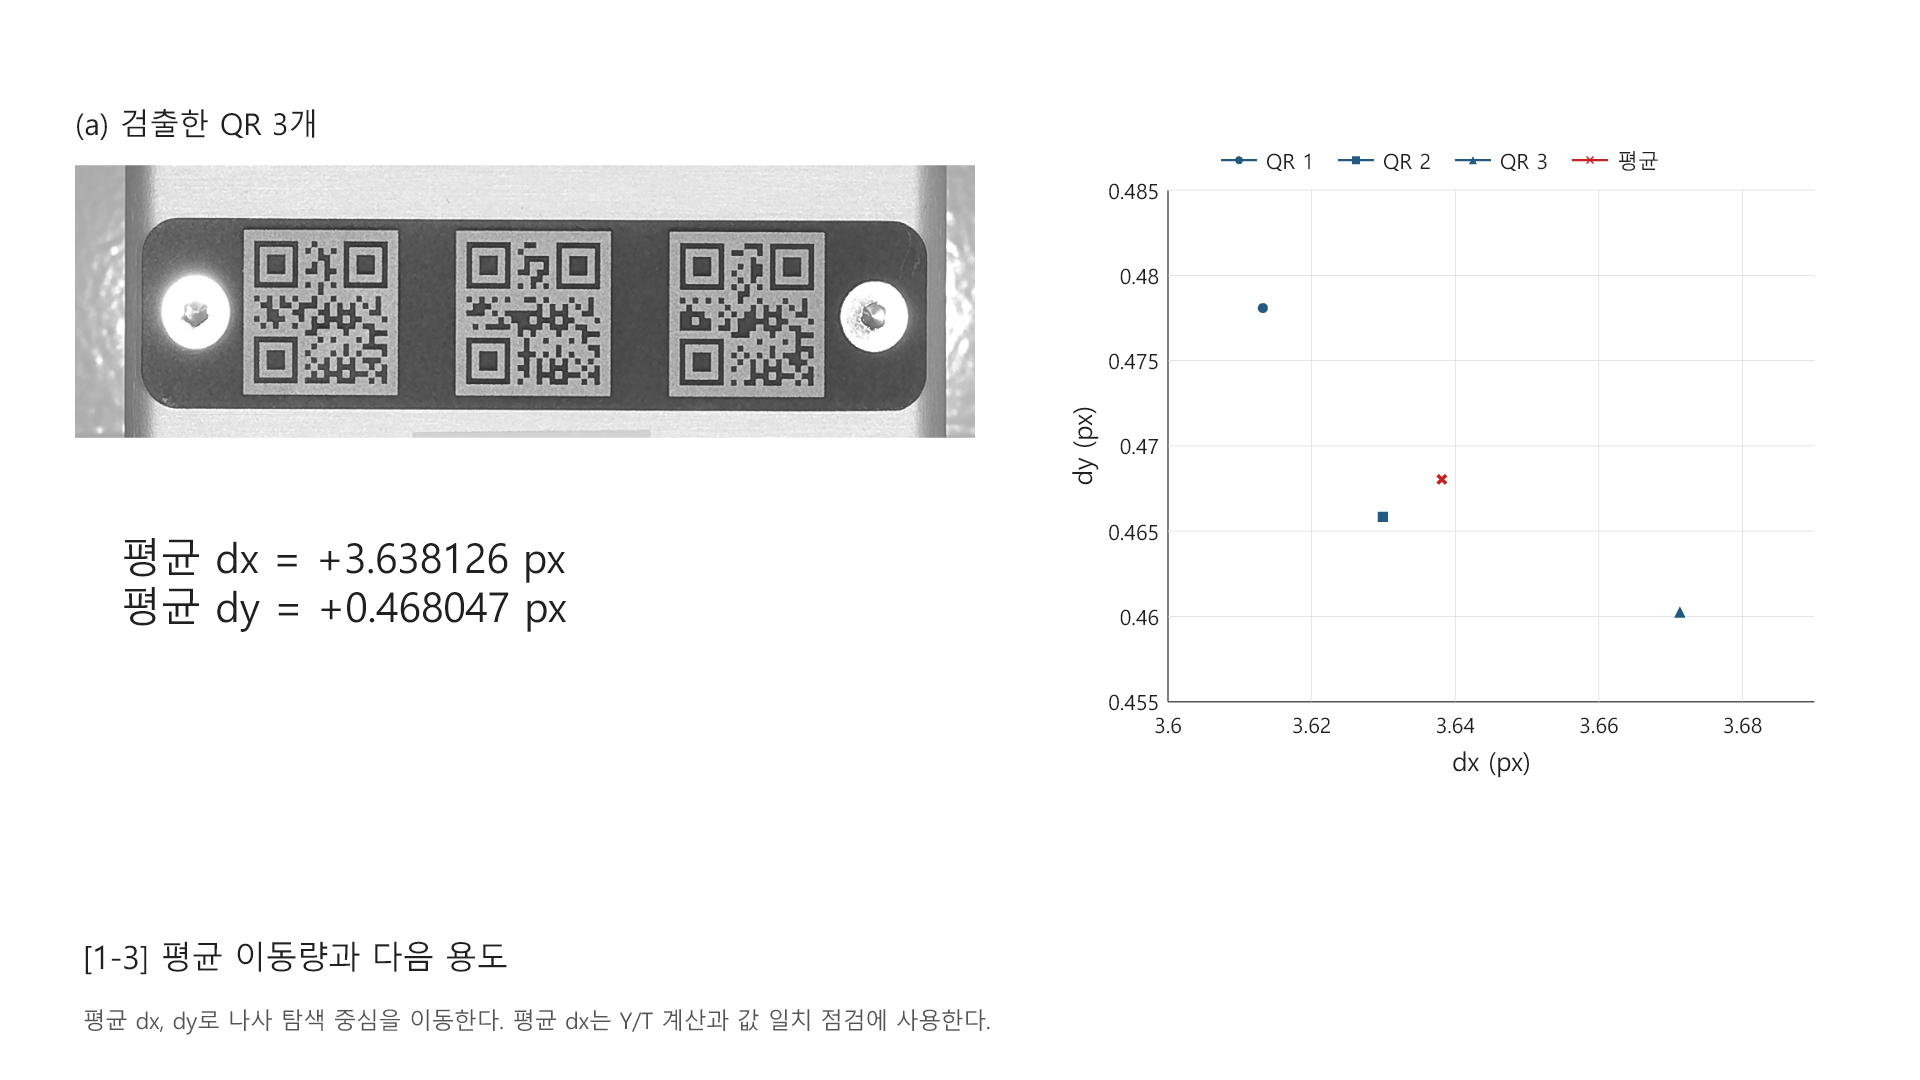 (a) 검출한 QR 3개
평균 dx = +3.638126 px
평균 dy = +0.468047 px
QR 1 QR 2 QR 3 평균
0.485
0.48
0.475
0.47
0.465
0.46
0.455
dy (px)
3.6 3.62 3.64 3.66 3.68
dx (px)
[1-3] 평균 이동량과 다음 용도
평균 dx, dy로 나사 탐색 중심을 이동한다. 평균 dx는 Y/T 계산과 값 일치 점검에 사용한다.